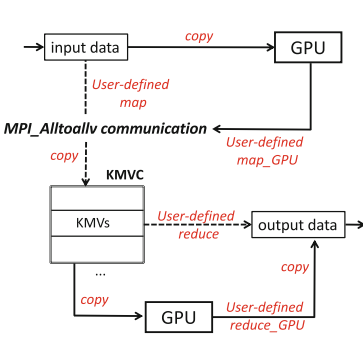 copy
input data
GPU
User-defined
map
MPI_Alltoallv communication
User-defined
map_GPU
copy
KMVC
KMVs
User-defined
reduce
output data
...
copy
copy
GPU
User-defined
reduce_GPU